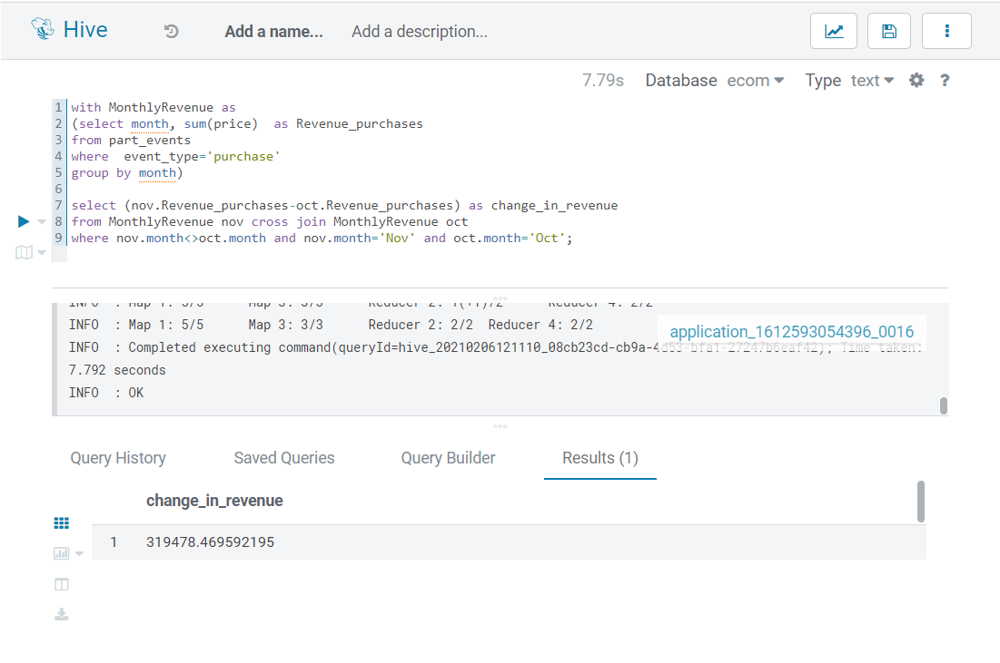 Hive Add a name... Add a description...
7.79s Database ecom Type text ?
1 with MonthlyRevenue as
2 (select month, sum(price)  as Revenue_purchases
3 from part_events
4 where  event_type='purchase'
5 group by month)
6
7 select (nov.Revenue_purchases-oct.Revenue_purchases) as change_in_revenue
8 from MonthlyRevenue nov cross join MonthlyRevenue oct
9 where nov.month<>oct.month and nov.month='Nov' and oct.month='Oct';
INFO  : Map 1: 5/5 Map 3: 3/3 Reducer 2: 1(+1)/2 Reducer 4: 2/2
INFO  : Map 1: 5/5 Map 3: 3/3 Reducer 2: 2/2 Reducer 4: 2/2
application_1612593054396_0016
INFO  : Completed executing command(queryId=hive_20210206121110_08cb23cd-cb9a-4d53-bfa1-27247b6eaf42); Time taken:
7.792 seconds
INFO  : OK
Query History Saved Queries Query Builder Results (1)
change_in_revenue
1 319478.469592195